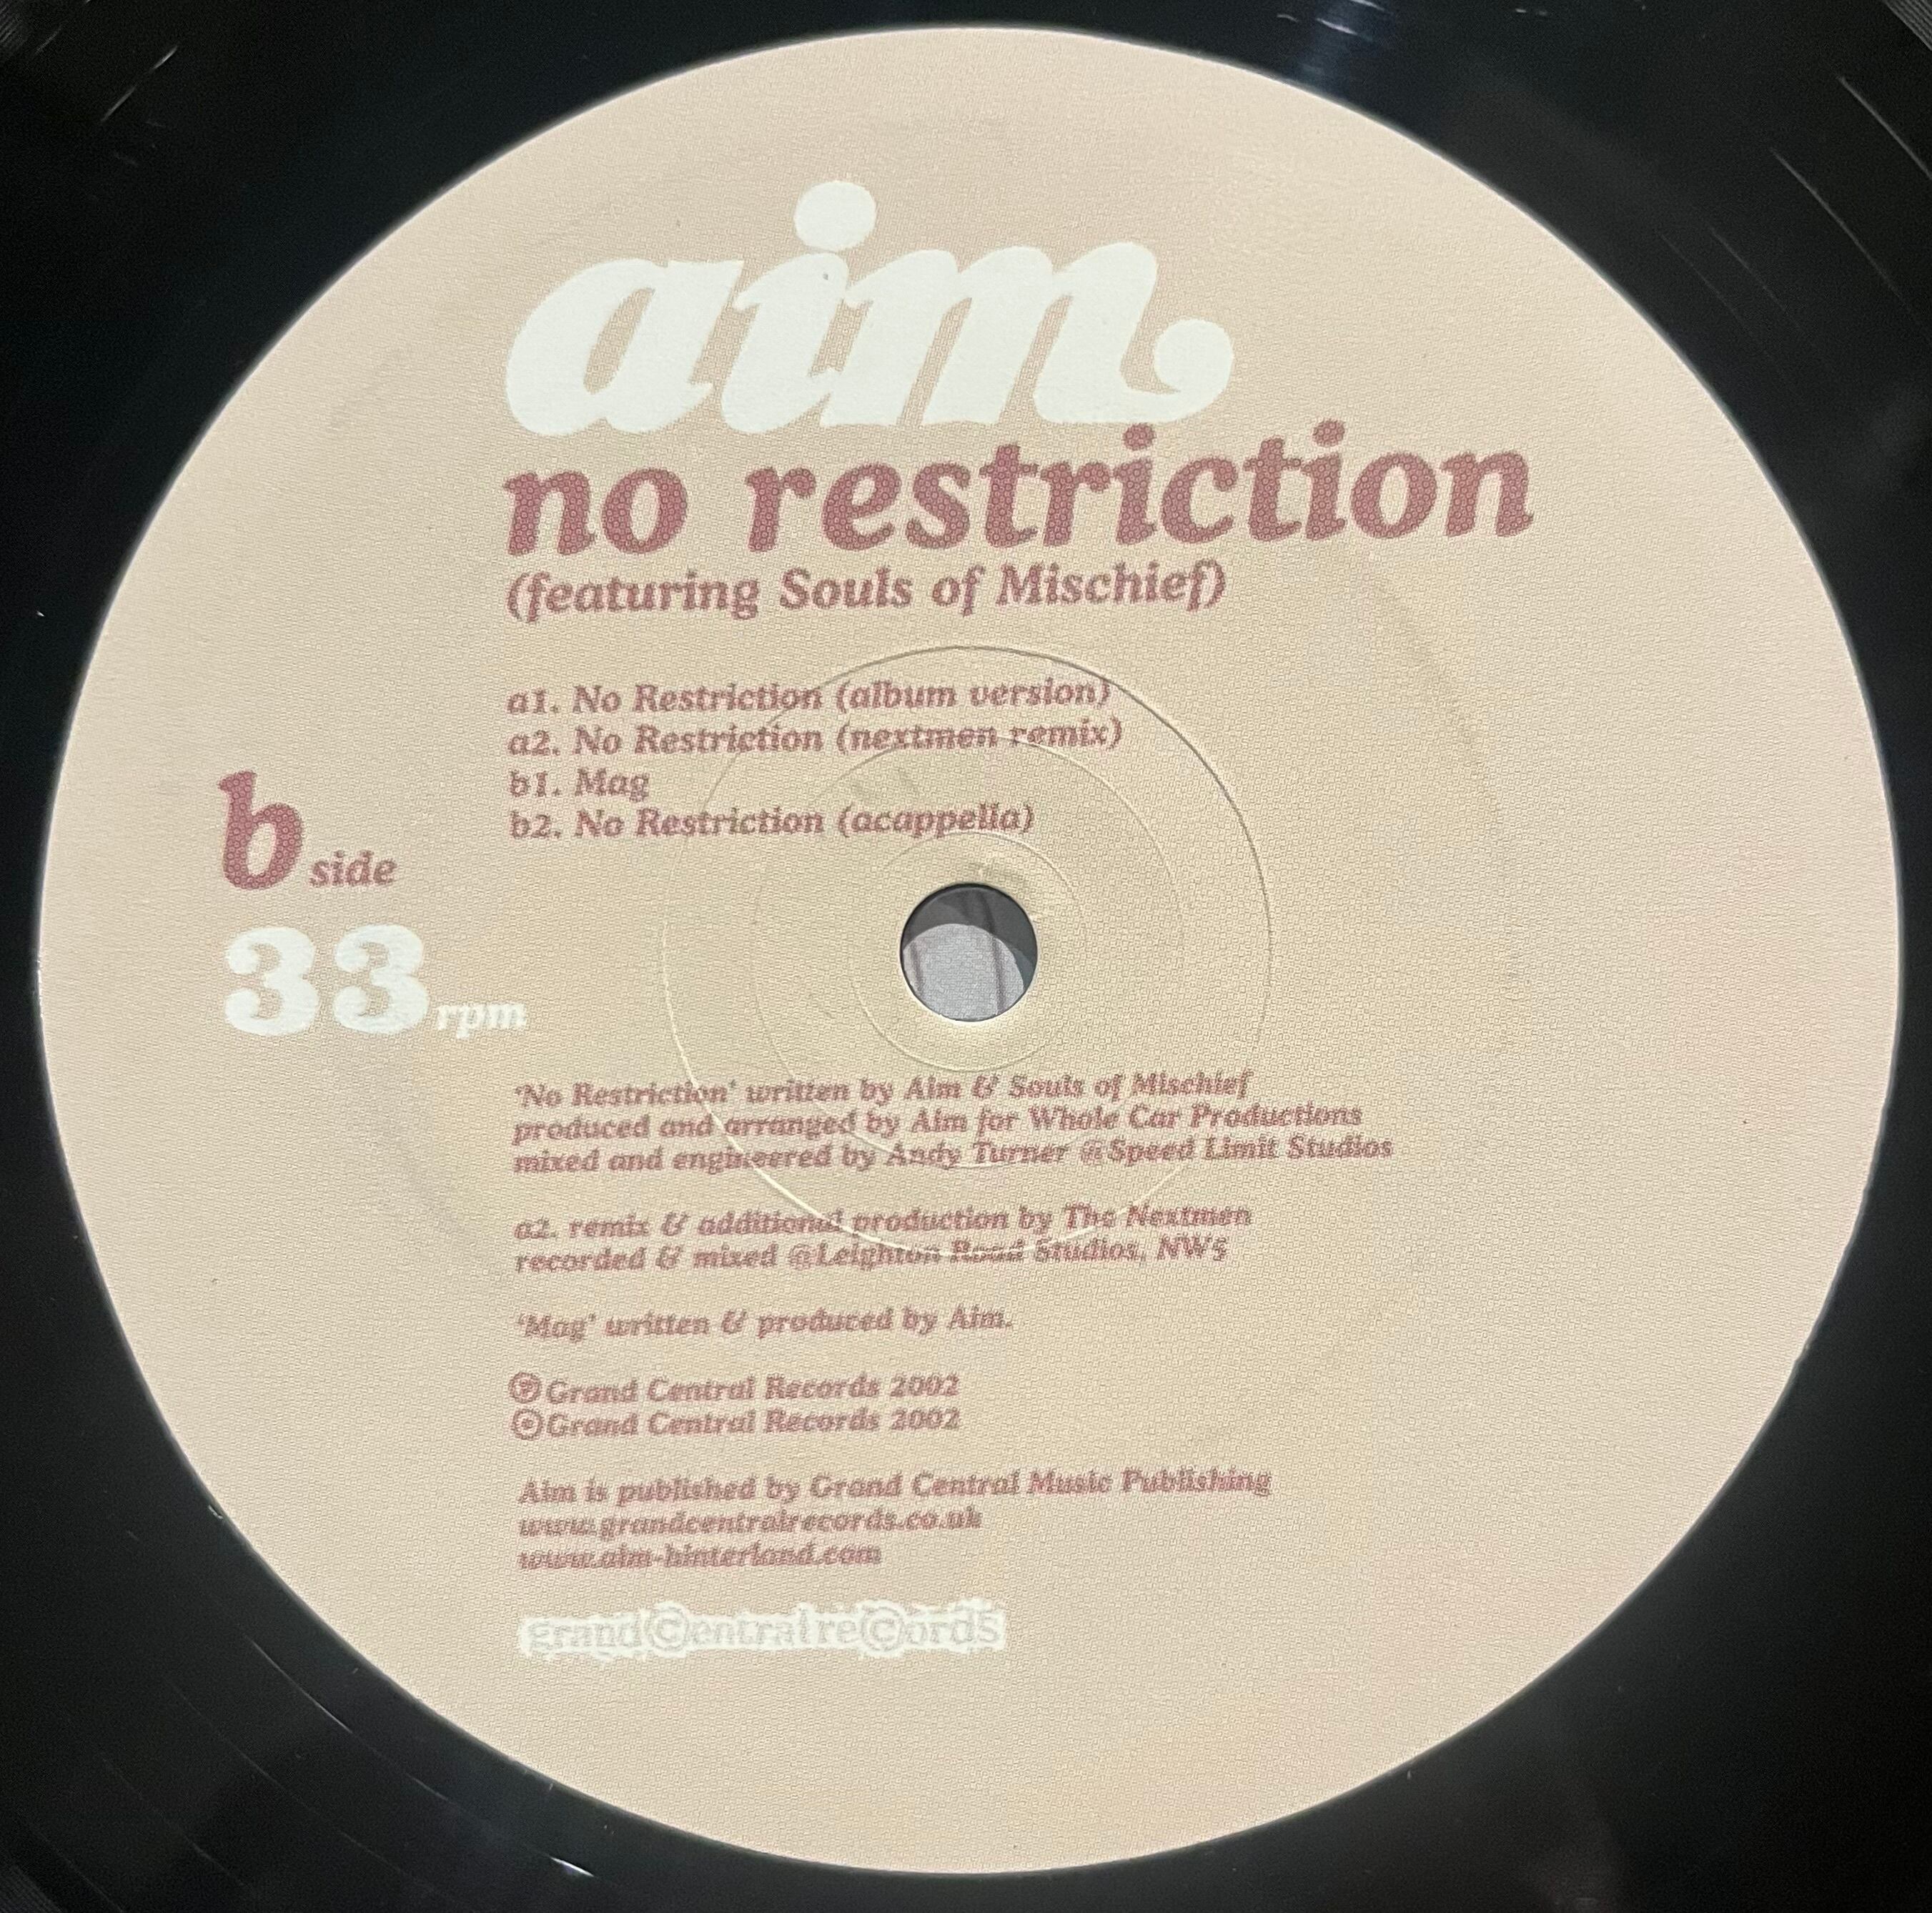 aim
no restriction
(featuring Souls of Mischief)
a1. No Restriction (album version)
a2. No Restriction (nextmen remix)
b1. Mag
b2. No Restriction (acappella)
b side
33 rpm
'No Restriction' written by Aim & Souls of Mischief
produced and arranged by Aim for Whole Car Productions
mixed and engineered by Andy Turner @Speed Limit Studios
a2. remix & additional production by The Nextmen
recorded & mixed @Leighton Road Studios, NW5
'Mag' written & produced by Aim.
℗Grand Central Records 2002
©Grand Central Records 2002
Aim is published by Grand Central Music Publishing
www.grandcentralrecords.co.uk
www.aim-hinterland.com
grand©entralre©ords